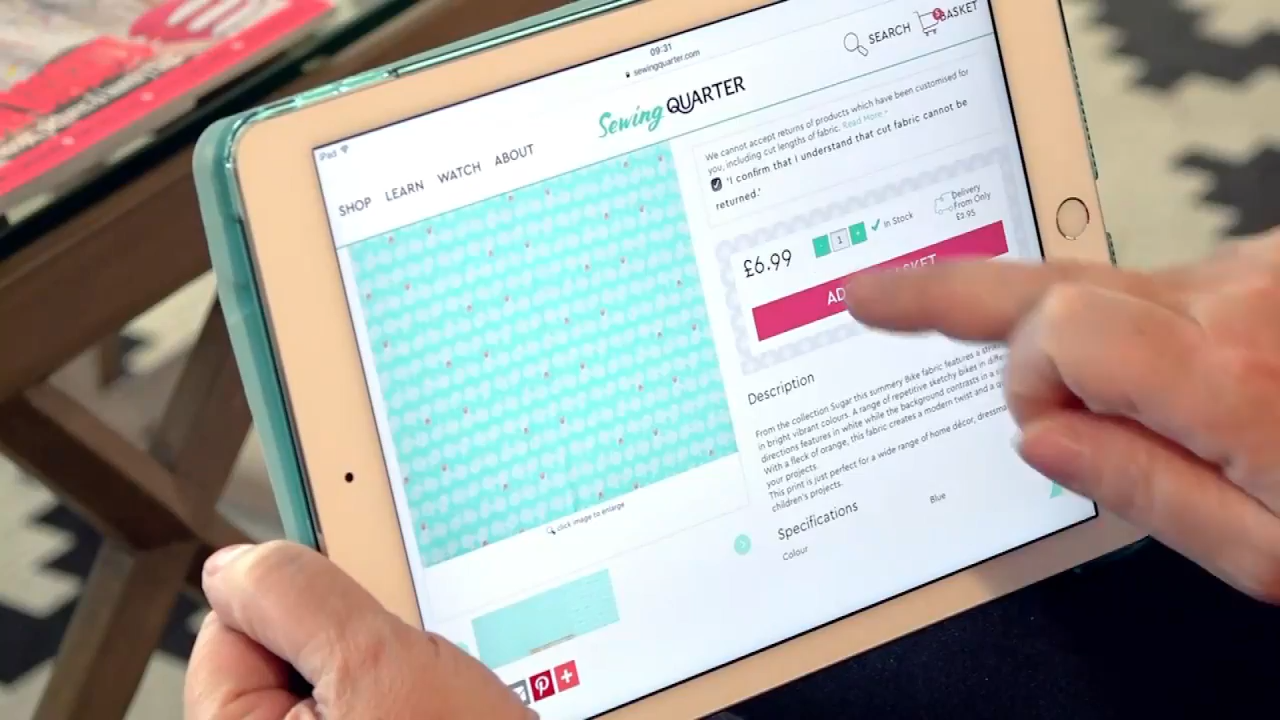 09:31
iPad
sewingquarter.com
SEARCH
BASKET
Sewing QUARTER
SHOP LEARN WATCH ABOUT
We cannot accept returns of products which have been customised for
you, including cut lengths of fabric. Read More.*
"I confirm that I understand that cut fabric cannot be
returned."
£6.99
- 1 +
In Stock
Delivery
From Only
£2.95
Description
From the collection Sugar this summery Bike fabric features a
in bright vibrant colours. A range of repetitive sketchy bikes in
directions features in white while the background contrasts in a
With a fleck of orange, this fabric creates a modern twist and a
your projects.
This print is just perfect for a wide range of home décor,
children's projects.
click image to enlarge
Specifications
Colour
Blue